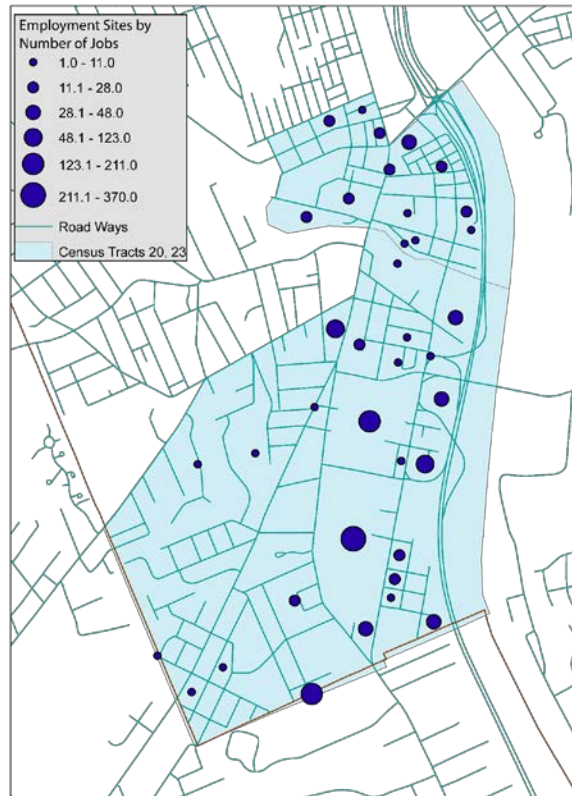 Employment Sites by
Number of Jobs
1.0 - 11.0
11.1 - 28.0
28.1 - 48.0
48.1 - 123.0
123.1 - 211.0
211.1 - 370.0
Road Ways
Census Tracts 20, 23